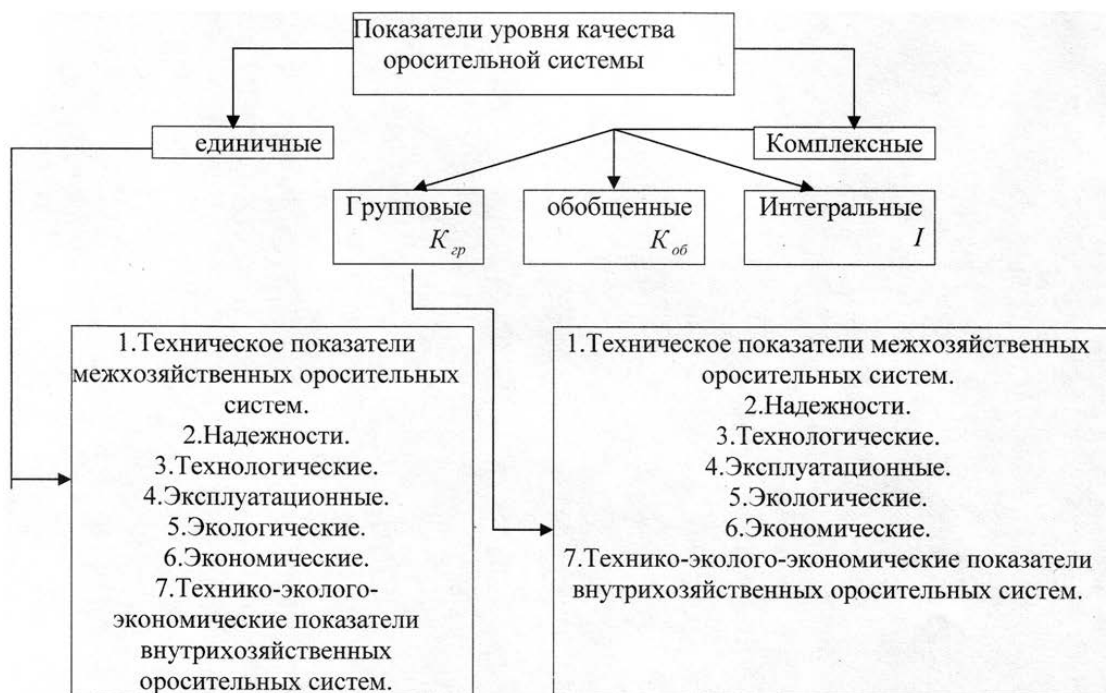 Показатели уровня качества
оросительной системы
единичные
Комплексные
Групповые
K гр
обобщенные
K об
Интегральные
I
1.Техническое показатели
межхозяйственных оросительных
систем.
2.Надежности.
3.Технологические.
4.Эксплуатационные.
5.Экологические.
6.Экономические.
7.Технико-эколого-
экономические показатели
внутрихозяйственных
оросительных систем.
1.Техническое показатели межхозяйственных
оросительных систем.
2.Надежности.
3.Технологические.
4.Эксплуатационные.
5.Экологические.
6.Экономические.
7.Технико-эколого-экономические показатели
внутрихозяйственных оросительных систем.